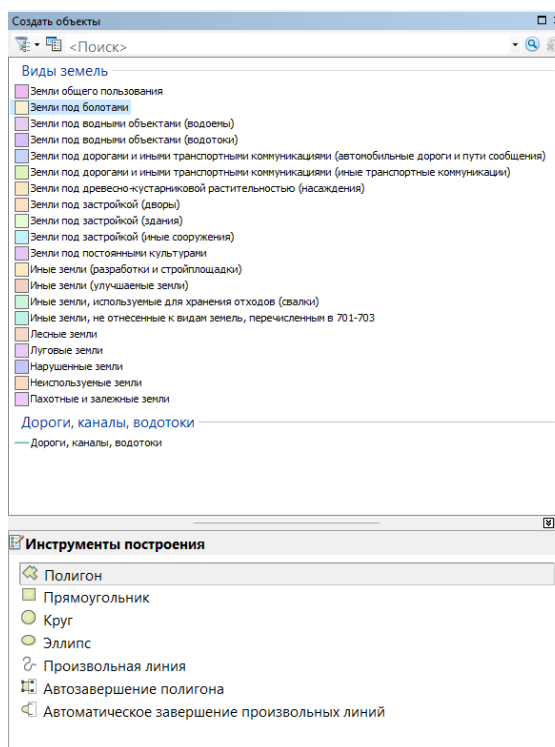 Создать объекты
<Поиск>
Виды земель
Земли общего пользования
Земли под болотами
Земли под водными объектами (водоемы)
Земли под водными объектами (водотоки)
Земли под дорогами и иными транспортными коммуникациями (автомобильные дороги и пути сообщения)
Земли под дорогами и иными транспортными коммуникациями (иные транспортные коммуникации)
Земли под древесно-кустарниковой растительностью (насаждения)
Земли под застройкой (дворы)
Земли под застройкой (здания)
Земли под застройкой (иные сооружения)
Земли под постоянными культурами
Иные земли (разработки и стройплощадки)
Иные земли (улучшаемые земли)
Иные земли, используемые для хранения отходов (свалки)
Иные земли, не отнесенные к видам земель, перечисленным в 701-703
Лесные земли
Луговые земли
Нарушенные земли
Неиспользуемые земли
Пахотные и залежные земли
Дороги, каналы, водотоки
Дороги, каналы, водотоки
Инструменты построения
Полигон
Прямоугольник
Круг
Эллипс
Произвольная линия
Автозавершение полигона
Автоматическое завершение произвольных линий